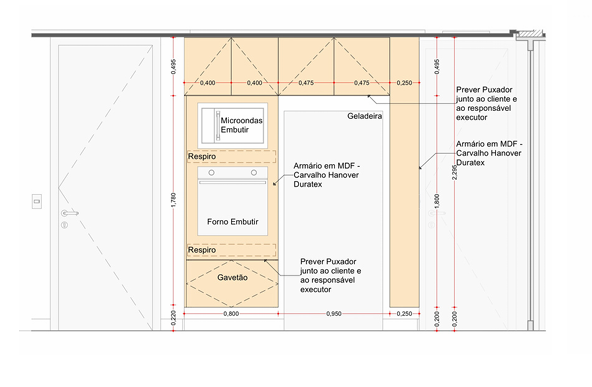 0,495
0,400
0,400
0,475
0,475
0,250
0,495
Prever Puxador
junto ao cliente e
ao responsável
executor
Microondas
Embutir
Geladeira
Respiro
Armário em MDF -
Carvalho Hanover
Duratex
Armário em MDF -
Carvalho Hanover
Duratex
2,295
1,780
1,800
Forno Embutir
Respiro
Gavetão
Prever Puxador
junto ao cliente e
ao responsável
executor
0,220
0,800
0,950
0,250
0,200
0,200